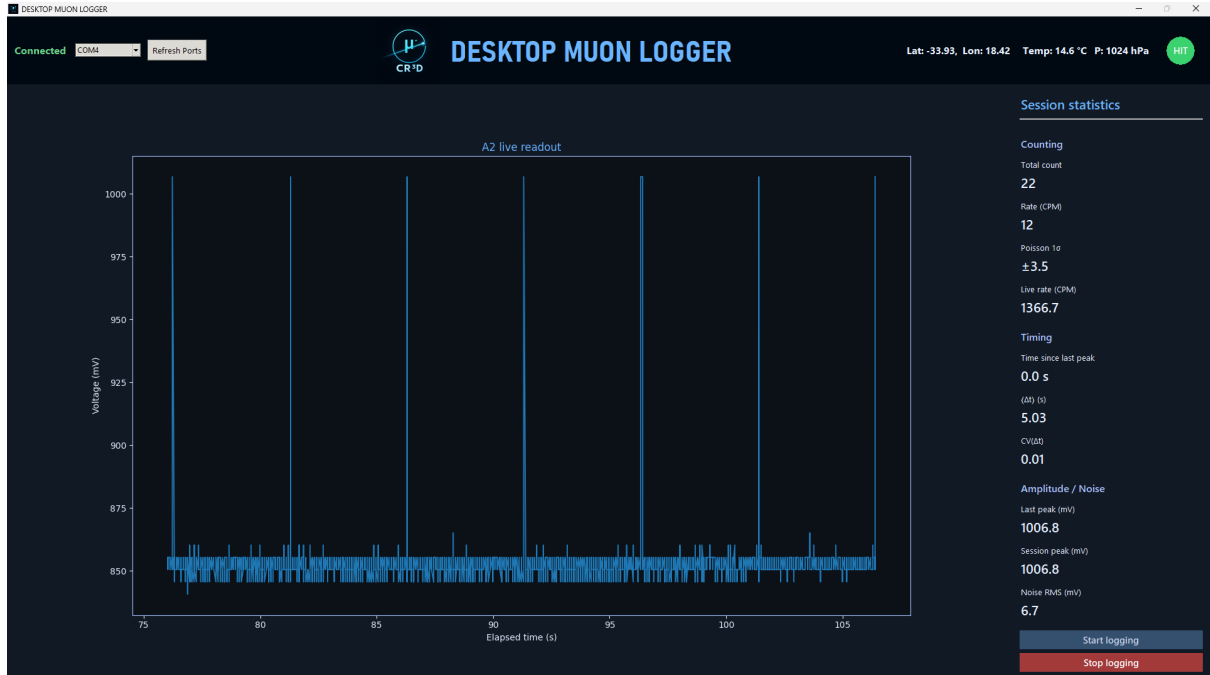 DESKTOP MUON LOGGER
Connected COM4 Refresh Ports
μ-
CR³D
DESKTOP MUON LOGGER
Lat: -33.93, Lon: 18.42 Temp: 14.6 °C P: 1024 hPa HIT
A2 live readout
Voltage (mV)
1000
975
950
925
900
875
850
75 80 85 90 95 100 105
Elapsed time (s)
Session statistics
Counting
Total count
22
Rate (CPM)
12
Poisson 1σ
±3.5
Live rate (CPM)
1366.7
Timing
Time since last peak
0.0 s
⟨Δt⟩ (s)
5.03
CV(Δt)
0.01
Amplitude / Noise
Last peak (mV)
1006.8
Session peak (mV)
1006.8
Noise RMS (mV)
6.7
Start logging
Stop logging